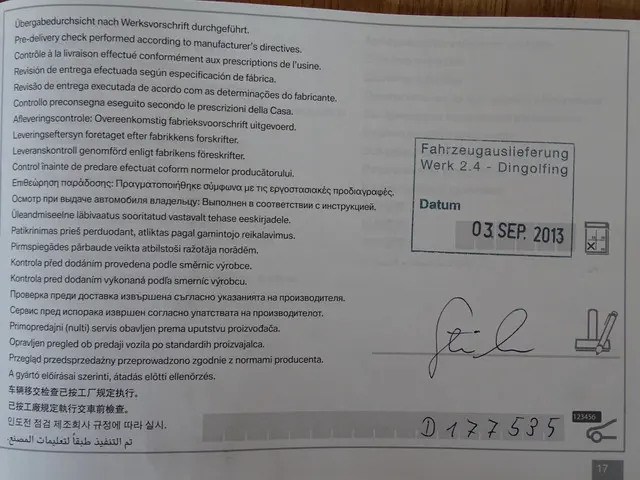 Übergabedurchsicht nach Werksvorschrift durchgeführt.
Pre-delivery check performed according to manufacturer's directives.
Contrôle à la livraison effectué conformément aux prescriptions de l'usine.
Revisión de entrega efectuada según especificación de fábrica.
Revisão de entrega executada de acordo com as determinações do fabricante.
Controllo preconsegna eseguito secondo le prescrizioni della Casa.
Afleveringscontrole: Overeenkomstig fabrieksvoorschrift uitgevoerd.
Leveringseftersyn foretaget efter fabrikkens forskrifter.
Leveranskontroll genomförd enligt fabrikens föreskrifter.
Control înainte de predare efectuat coform normelor producătorului.
Επιθεώρηση παράδοσης: Πραγματοποιήθηκε σύμφωνα με τις εργοστασιακές προδιαγραφές.
Осмотр при выдаче автомобиля владельцу: Выполнен в соответствии с инструкцией.
Üleandmiselne läbivaatus sooritatud vastavalt tehase eeskirjadele.
Patikrinimas prieš perduodant, atliktas pagal gamintojo reikalavimus.
Pirmspiegādes pārbaude veikta atbilstoši ražotāja norādēm.
Kontrola před dodáním provedena podle směrnic výrobce.
Kontrola pred dodaním vykonaná podľa smerníc výrobcu.
Проверка преди доставка извършена съгласно указанията на производителя.
Сервис пред испорака извршен согласно упатствата на производителот.
Primopredajni (nulti) servis obavljen prema uputstvu proizvođača.
Opravljen pregled ob predaji vozila po standardih proizvajalca.
Przegląd przedsprzedażny przeprowadzono zgodnie z normami producenta.
A gyártó előírásai szerinti, átadás előtti ellenőrzés.
车辆移交检查已按工厂规定执行。
已按工廠規定執行交車前檢查。
인도전 점검 제조회사 규정에 따라 실시.
تم التنفيذ طبقاً لتعليمات المصنع.
Fahrzeugauslieferung
Werk 2.4 - Dingolfing
Datum
03. SEP. 2013
123456
D177535
17